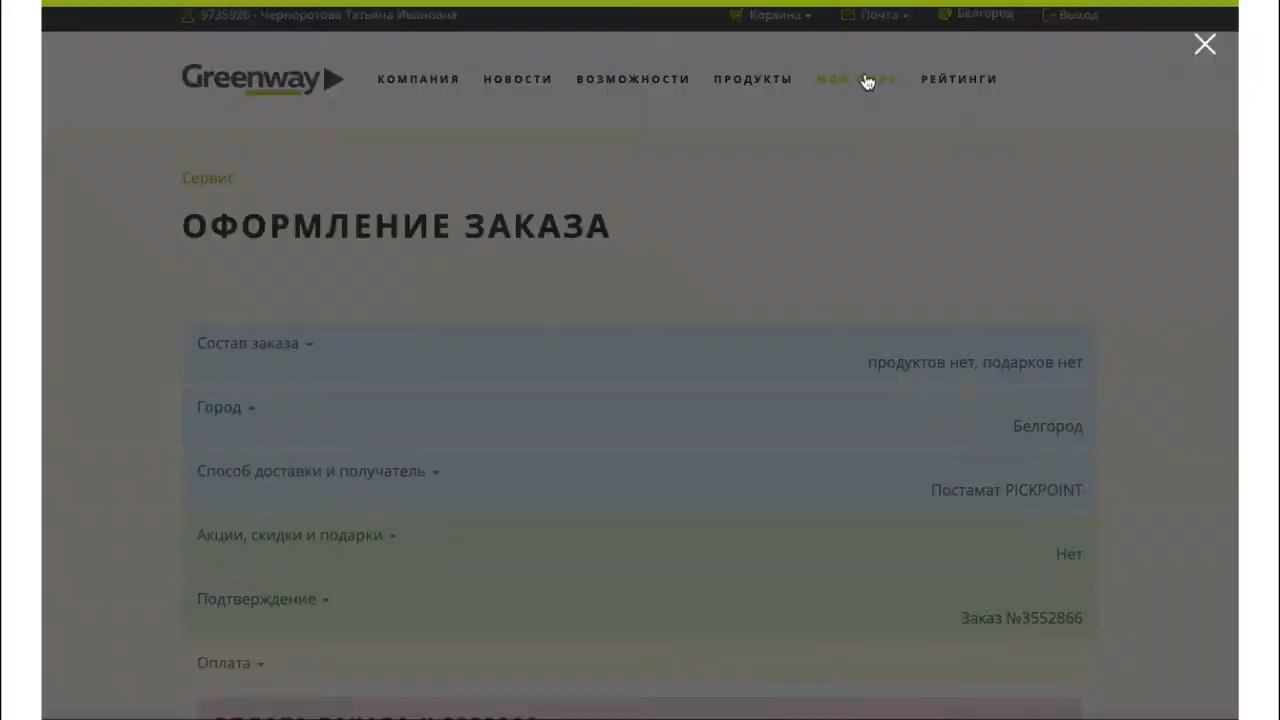 9735926 - Черноротова Татьяна Ивановна
Корзина
Почта
Белгород
Выход
Greenway
КОМПАНИЯ
НОВОСТИ
ВОЗМОЖНОСТИ
ПРОДУКТЫ
РЕЙТИНГИ
Сервис
ОФОРМЛЕНИЕ ЗАКАЗА
Состав заказа
продуктов нет, подарков нет
Город
Белгород
Способ доставки и получатель
Постамат PICKPOINT
Акции, скидки и подарки
Нет
Подтверждение
Заказ №3552866
Оплата